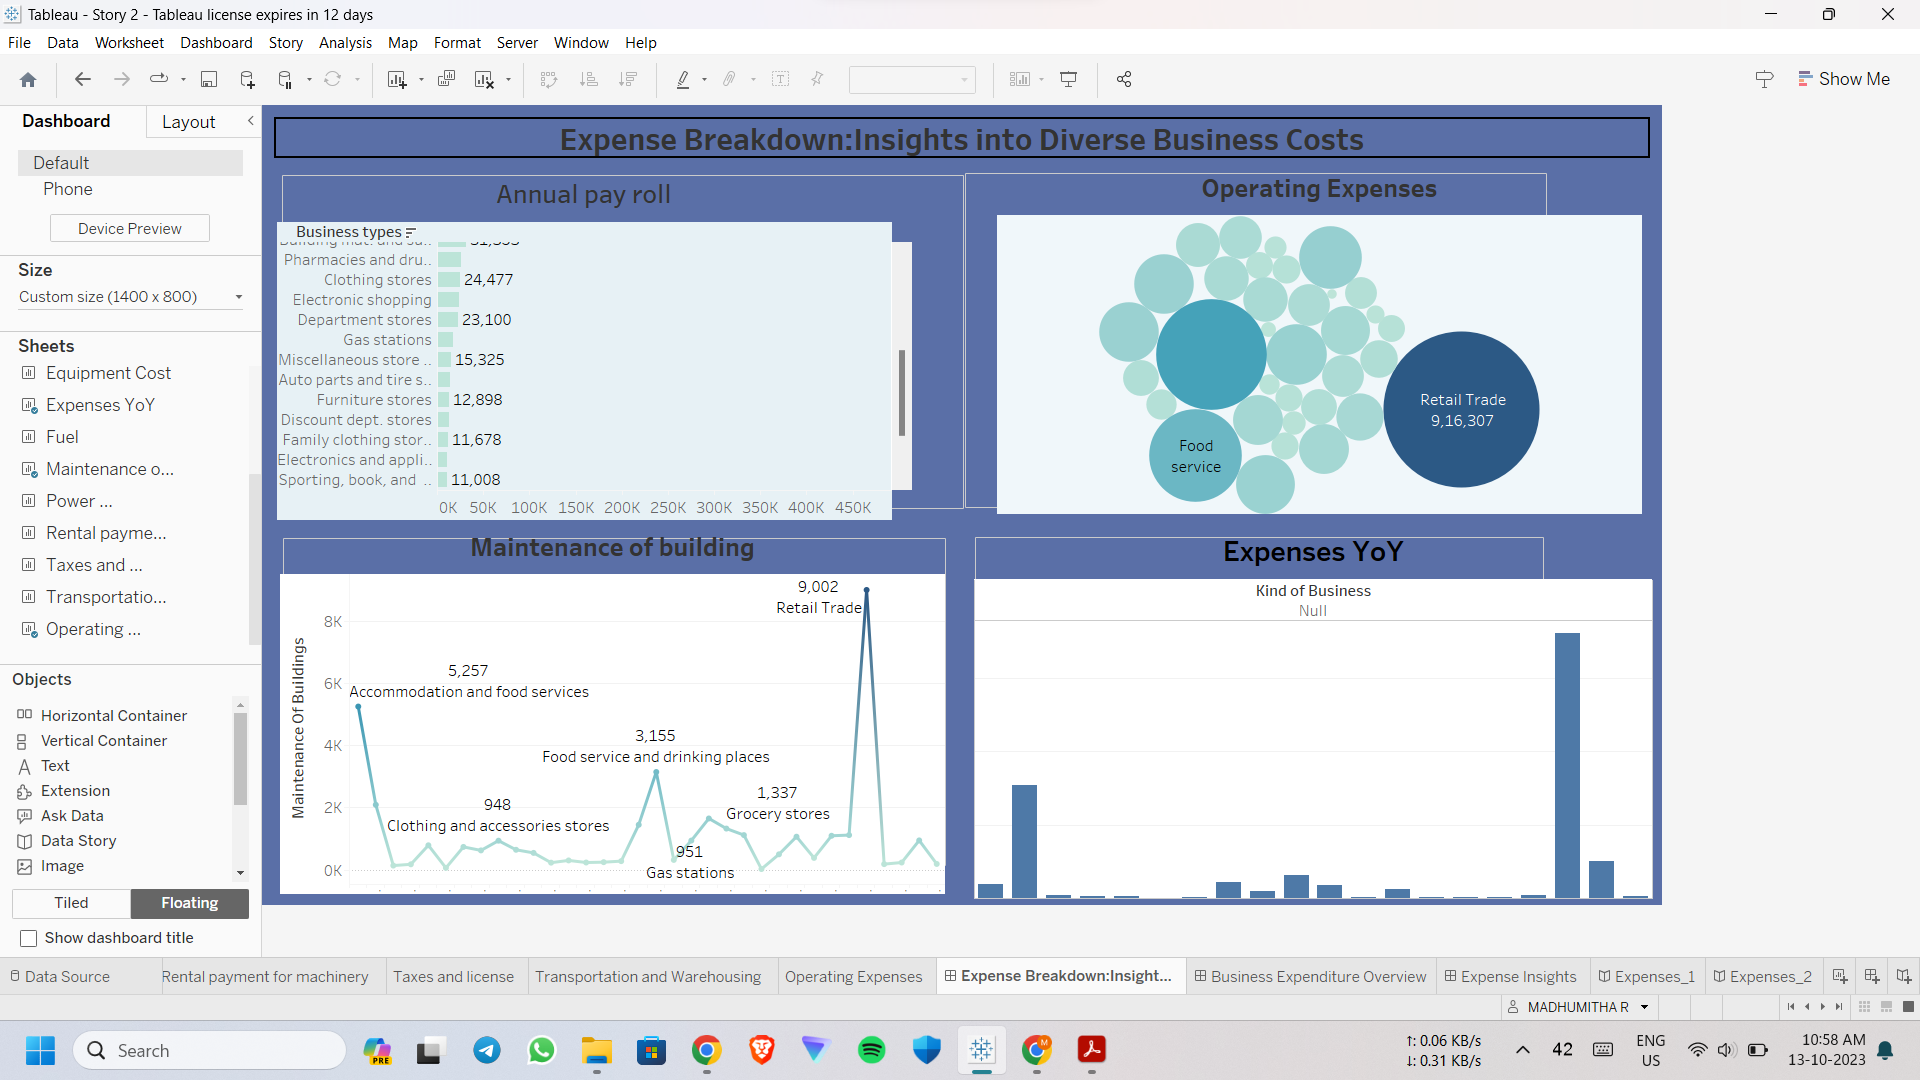 Tableau - Story 2 - Tableau license expires in 12 days
File Data Worksheet Dashboard Story Analysis Map Format Server Window Help
Show Me
Dashboard Layout
Default
Phone
Device Preview
Size
Custom size (1400 x 800)
Sheets
Equipment Cost
Expenses YoY
Fuel
Maintenance o...
Power ...
Rental payme...
Taxes and ...
Transportatio...
Operating ...
Objects
Horizontal Container
Vertical Container
Text
Extension
Ask Data
Data Story
Image
Tiled Floating
Show dashboard title
Expense Breakdown:Insights into Diverse Business Costs
Annual pay roll
Business types
Pharmacies and dru..
Clothing stores 24,477
Electronic shopping
Department stores 23,100
Gas stations
Miscellaneous store .. 15,325
Auto parts and tire s..
Furniture stores 12,898
Discount dept. stores
Family clothing stor.. 11,678
Electronics and appli..
Sporting, book, and .. 11,008
0K 50K 100K 150K 200K 250K 300K 350K 400K 450K
Operating Expenses
Retail Trade
9,16,307
Food
service
Maintenance of building
Maintenance Of Buildings
8K
6K
4K
2K
0K
9,002
Retail Trade
5,257
Accommodation and food services
3,155
Food service and drinking places
948
Clothing and accessories stores
1,337
Grocery stores
951
Gas stations
Expenses YoY
Kind of Business
Null
Data Source Rental payment for machinery Taxes and license Transportation and Warehousing Operating Expenses Expense Breakdown:Insight... Business Expenditure Overview Expense Insights Expenses_1 Expenses_2
MADHUMITHA R
Search
PRE
M
↑: 0.06 KB/s
↓: 0.31 KB/s
42
ENG
US
10:58 AM
13-10-2023